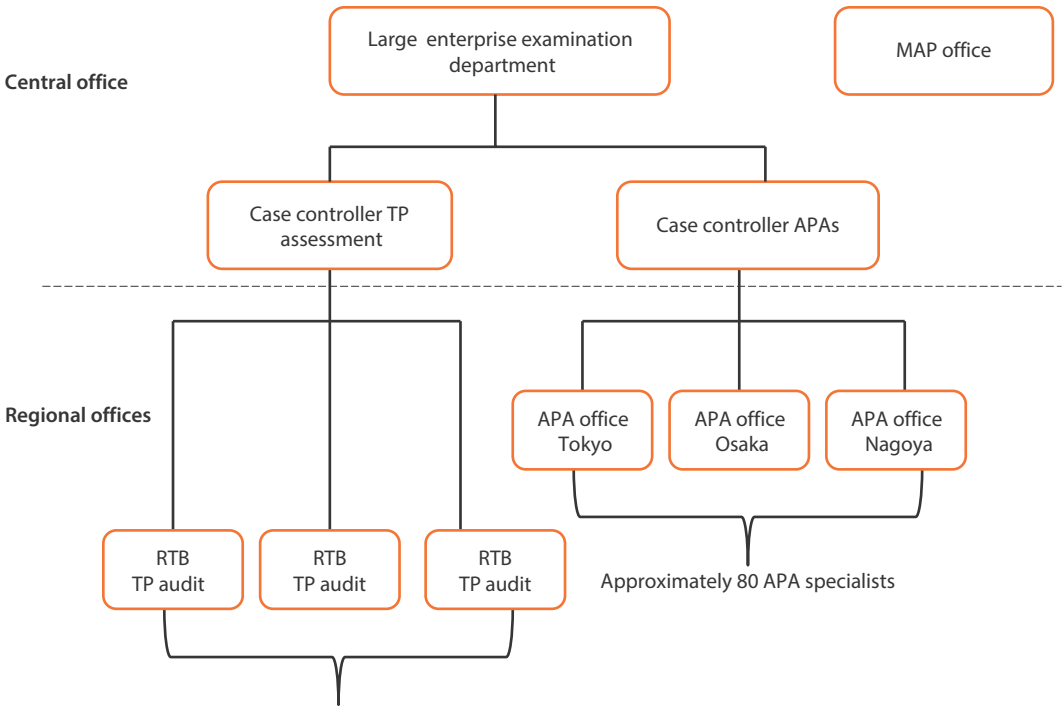 Large enterprise examination
department
MAP office
Central office
Case controller TP
assessment
Case controller APAs
Regional offices
APA office
Tokyo
APA office
Osaka
APA office
Nagoya
RTB
TP audit
RTB
TP audit
RTB
TP audit
Approximately 80 APA specialists